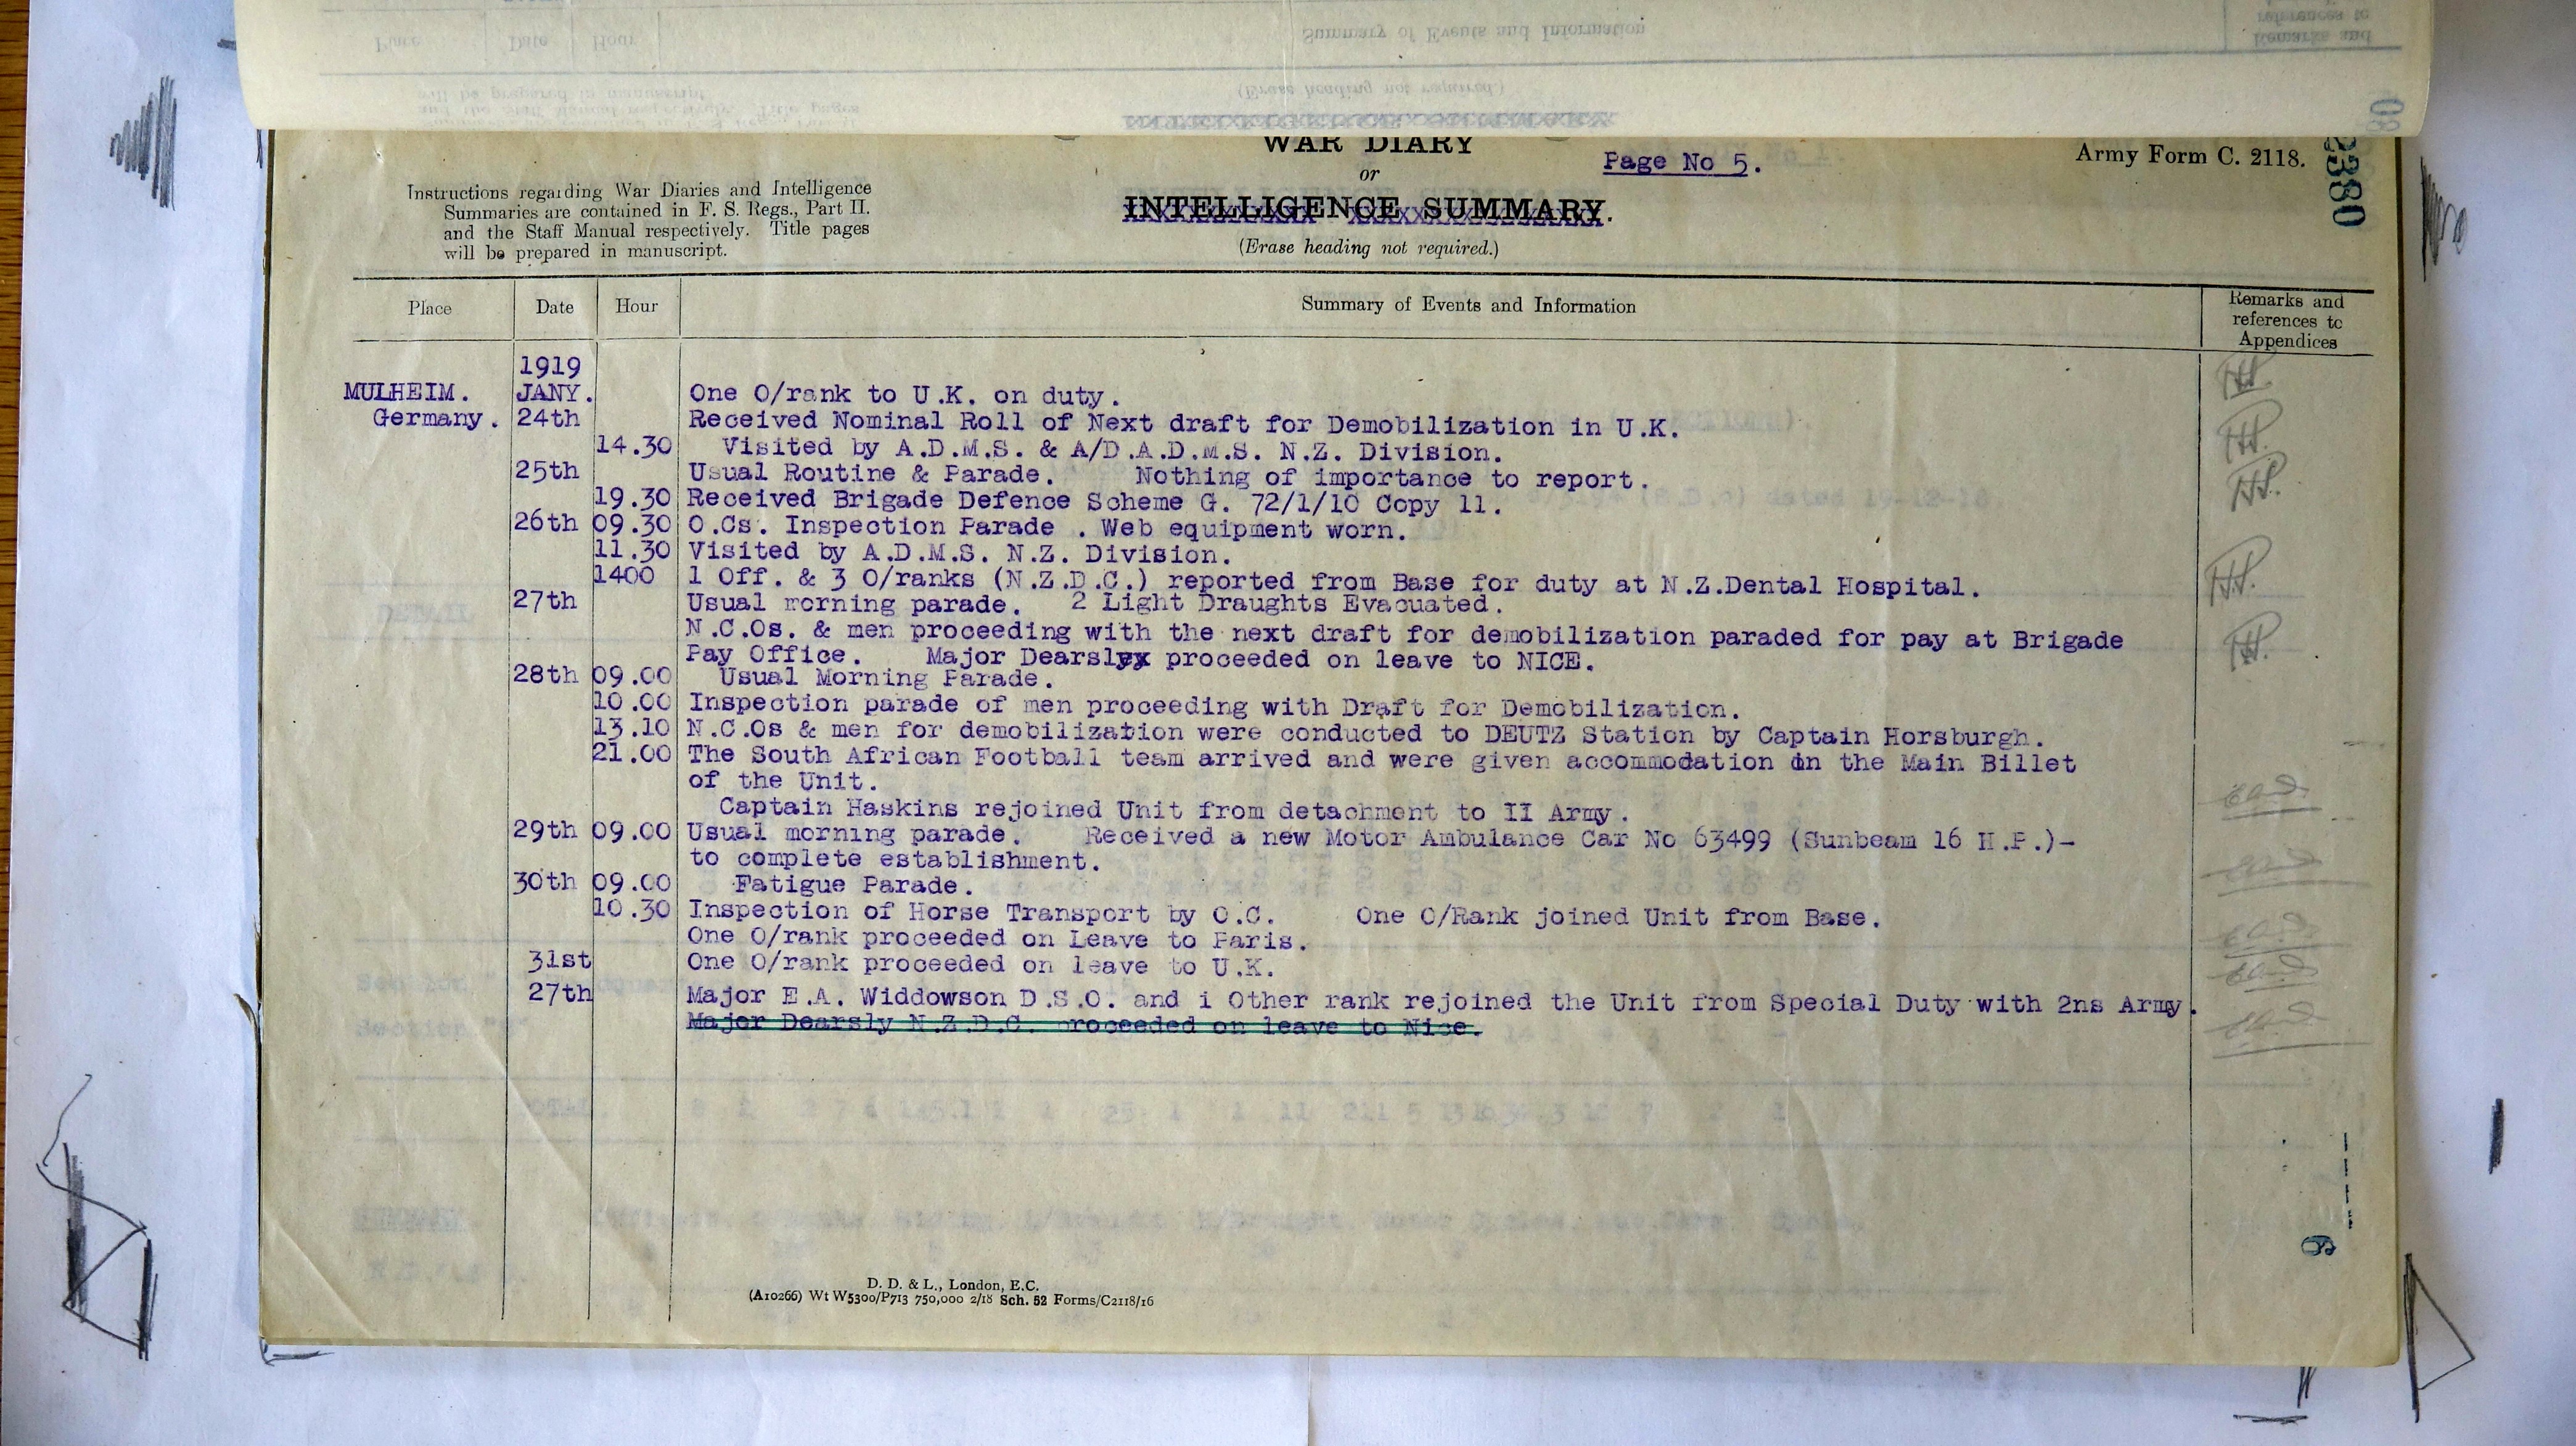 WAR DIARY
Page No 5.
Army Form C. 2118.
or
INTELLIGENCE SUMMARY.
(Erase heading not required.)
2380
Instructions regarding War Diaries and Intelligence
Summaries are contained in F. S. Regs., Part II.
and the Staff Manual respectively. Title pages
will be prepared in manuscript.
Place Date Hour Summary of Events and Information Remarks and references to Appendices
1919
MULHEIM. JANY. One O/rank to U.K. on duty.
Germany. 24th Received Nominal Roll of Next draft for Demobilization in U.K.
14.30 Visited by A.D.M.S. & A/D.A.D.M.S. N.Z. Division.
25th Usual Routine & Parade. Nothing of importance to report.
19.30 Received Brigade Defence Scheme G. 72/1/10 Copy 11.
26th 09.30 O.Cs. Inspection Parade . Web equipment worn.
11.30 Visited by A.D.M.S. N.Z. Division.
1400 1 Off. & 3 O/ranks (N.Z.D.C.) reported from Base for duty at N.Z.Dental Hospital.
27th Usual morning parade. 2 Light Draughts Evacuated.
N.C.Os. & men proceeding with the next draft for demobilization paraded for pay at Brigade
Pay Office. Major Dearsly proceeded on leave to NICE.
28th 09.00 Usual Morning Parade.
10.00 Inspection parade of men proceeding with Draft for Demobilization.
13.10 N.C.Os & men for demobilization were conducted to DEUTZ Station by Captain Horsburgh.
21.00 The South African Football team arrived and were given accommodation in the Main Billet
of the Unit.
Captain Haskins rejoined Unit from detachment to II Army.
29th 09.00 Usual morning parade. Received a new Motor Ambulance Car No 63499 (Sunbeam 16 H.P.)-
to complete establishment.
30th 09.00 Fatigue Parade.
10.30 Inspection of Horse Transport by O.C. One O/Rank joined Unit from Base.
One O/rank proceeded on Leave to Paris.
31st One O/rank proceeded on leave to U.K.
27th Major E.A. Widdowson D.S.O. and i Other rank rejoined the Unit from Special Duty with 2ns Army.
Major Dearsly N.Z.D.C. proceeded on leave to Nice.
D. D. & L., London, E.C.
(A10266) Wt W5300/P713 750,000 2/18 Sch. 52 Forms/C2118/16